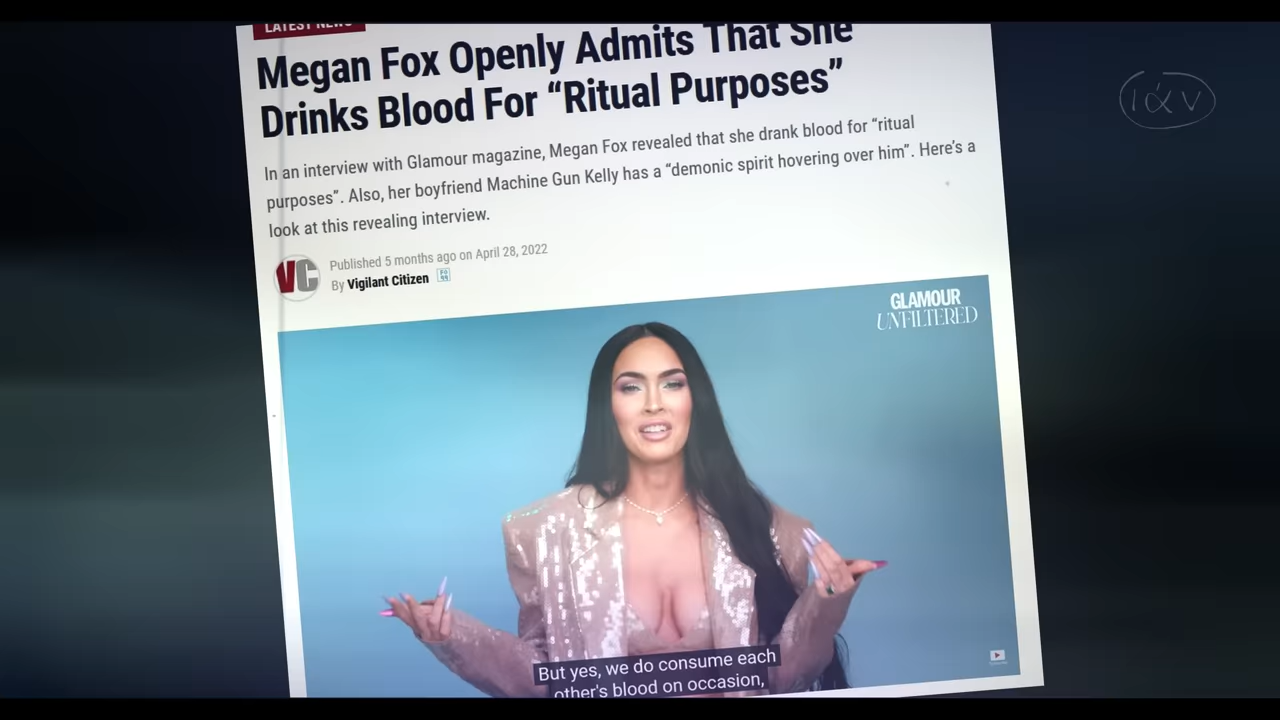 LATEST NEWS
Megan Fox Openly Admits That She
Drinks Blood For “Ritual Purposes”
In an interview with Glamour magazine, Megan Fox revealed that she drank blood for “ritual
purposes”. Also, her boyfriend Machine Gun Kelly has a “demonic spirit hovering over him”. Here’s a
look at this revealing interview.
VC
Published 5 months ago on April 28, 2022
By Vigilant Citizen
GLAMOUR
UNFILTERED
But yes, we do consume each
other's blood on occasion,